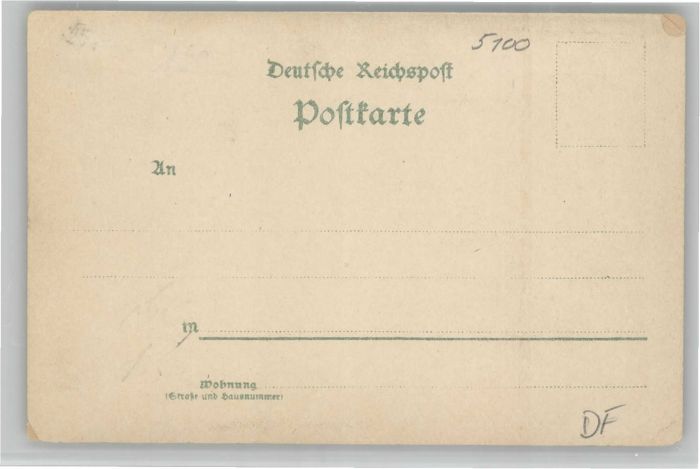 5100
Deutsche Reichspost
Postkarte
An
in
Wohnung
(Straße und Hausnummer)
DF